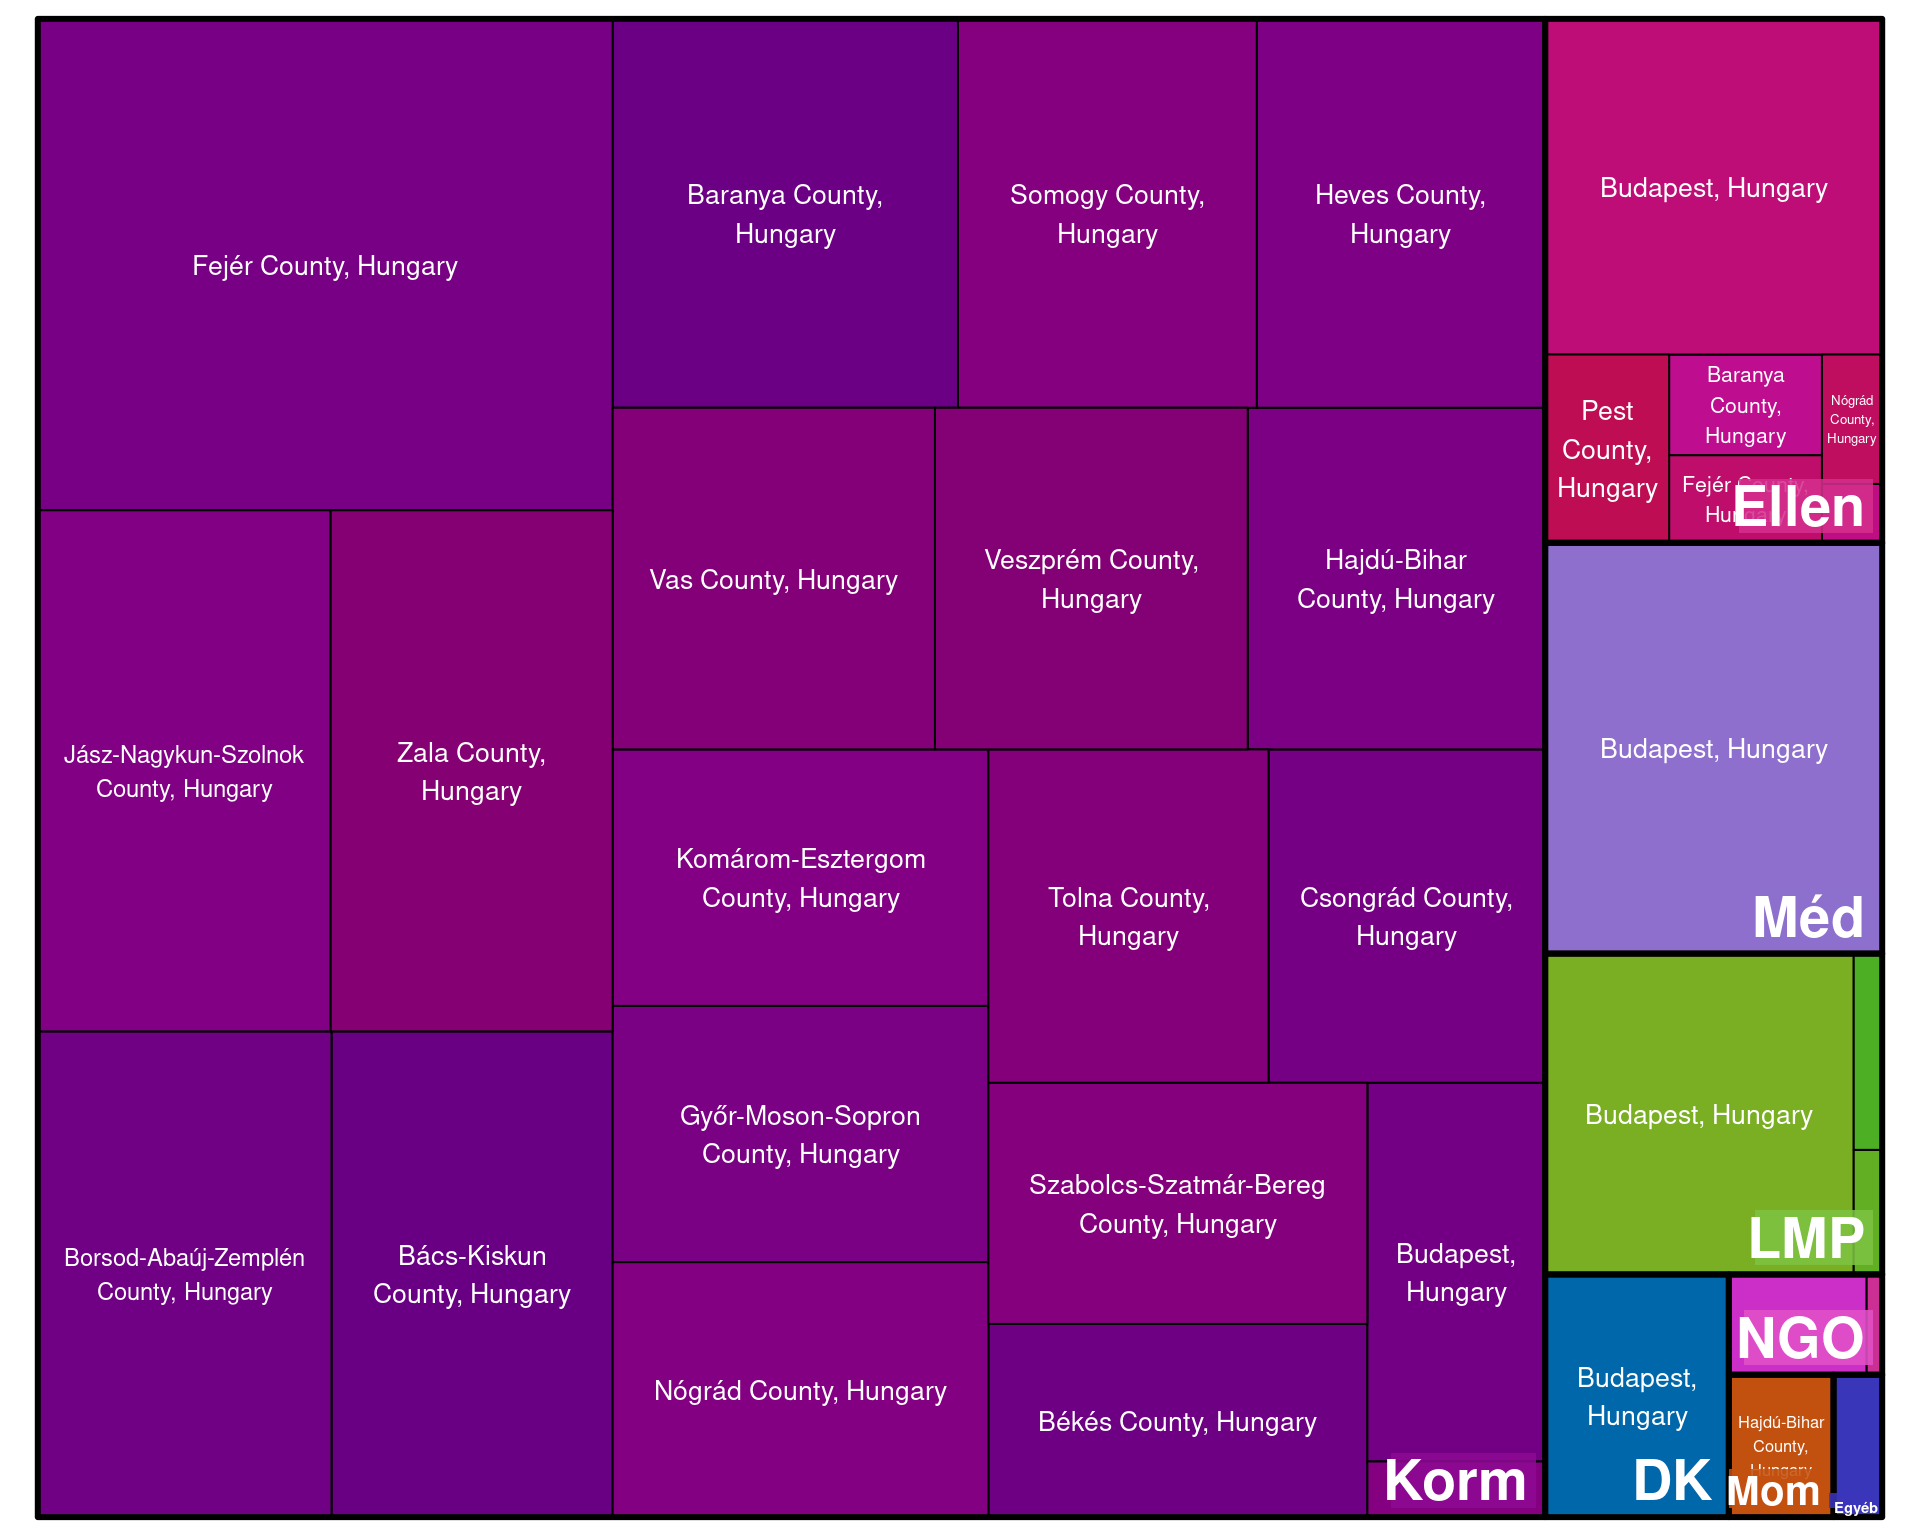 Fejér County, Hungary
Baranya County,
Hungary
Somogy County,
Hungary
Heves County,
Hungary
Vas County, Hungary
Veszprém County,
Hungary
Hajdú-Bihar
County, Hungary
Jász-Nagykun-Szolnok
County, Hungary
Zala County,
Hungary
Komárom-Esztergom
County, Hungary
Tolna County,
Hungary
Csongrád County,
Hungary
Borsod-Abaúj-Zemplén
County, Hungary
Bács-Kiskun
County, Hungary
Győr-Moson-Sopron
County, Hungary
Nógrád County, Hungary
Szabolcs-Szatmár-Bereg
County, Hungary
Békés County, Hungary
Budapest,
Hungary
Korm
Budapest, Hungary
Pest
County,
Hungary
Baranya
County,
Hungary
Nógrád
County,
Hungary
Fejér County,
Hungary
Ellen
Budapest, Hungary
Méd
Budapest, Hungary
LMP
Budapest,
Hungary
DK
NGO
Hajdú-Bihar
County,
Hungary
Mom
Egyéb